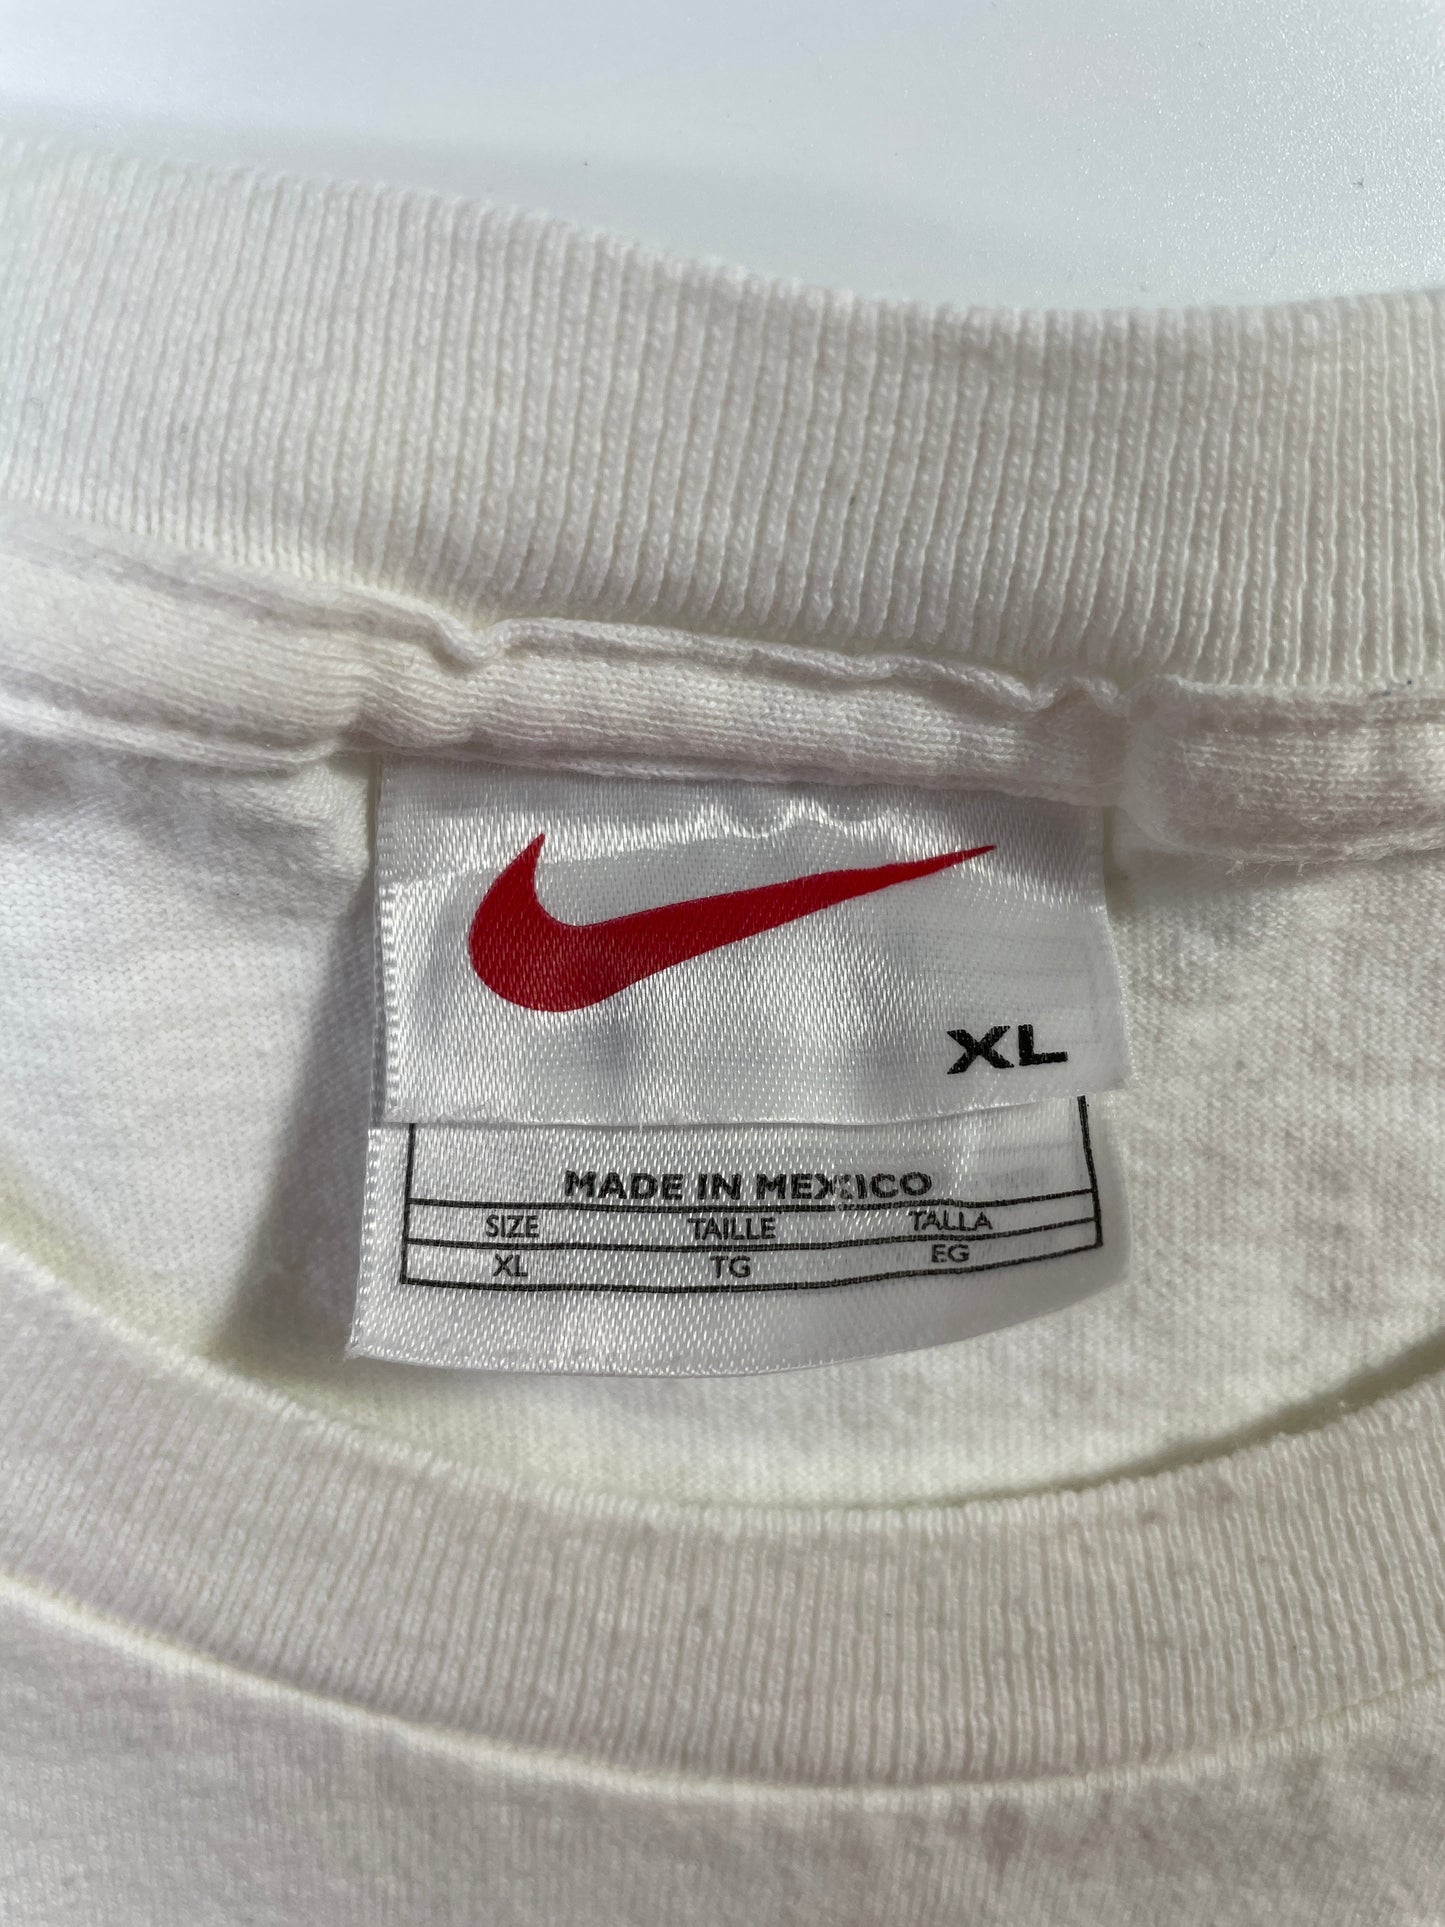 XL
MADE IN MEXICO
SIZE TAILLE TALLA
XL TG EG